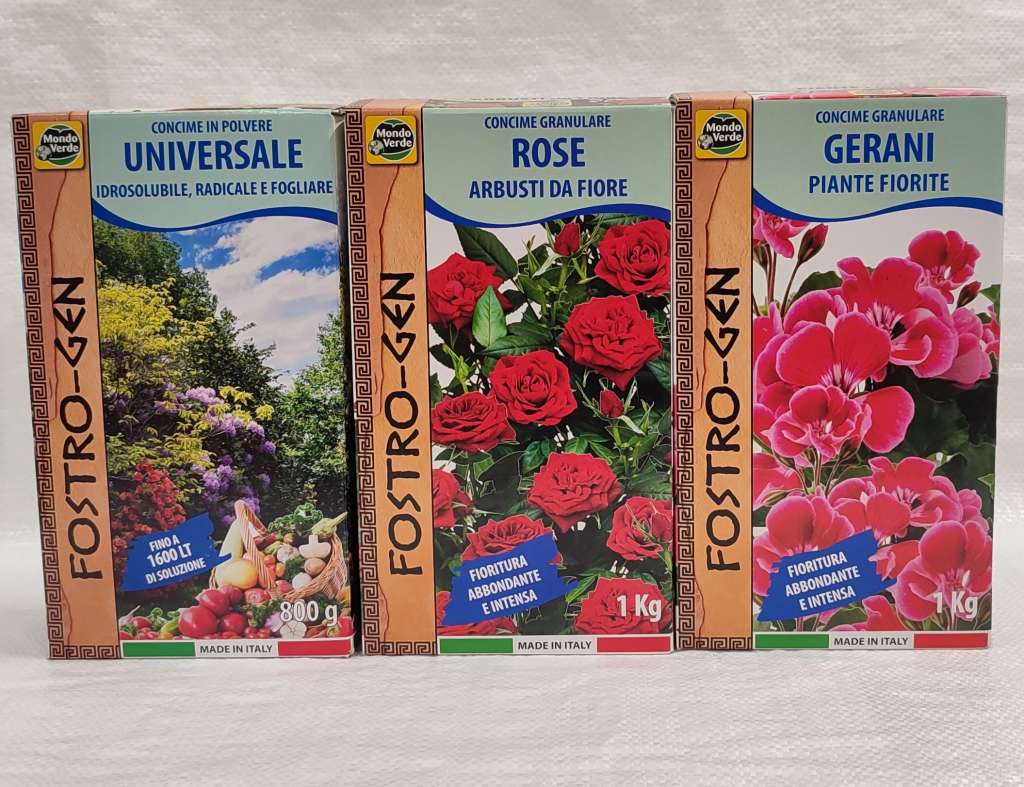 Mondo
Verde
CONCIME IN POLVERE
UNIVERSALE
IDROSOLUBILE, RADICALE E FOGLIARE
FOSTRO-GEN
FINO A
1600 LT
DI SOLUZIONE
800 g
MADE IN ITALY
Mondo
Verde
CONCIME GRANULARE
ROSE
ARBUSTI DA FIORE
FOSTRO-GEN
FIORITURA
ABBONDANTE
E INTENSA
1 Kg
MADE IN ITALY
Mondo
Verde
CONCIME GRANULARE
GERANI
PIANTE FIORITE
FOSTRO-GEN
FIORITURA
ABBONDANTE
E INTENSA
1 Kg
MADE IN ITALY